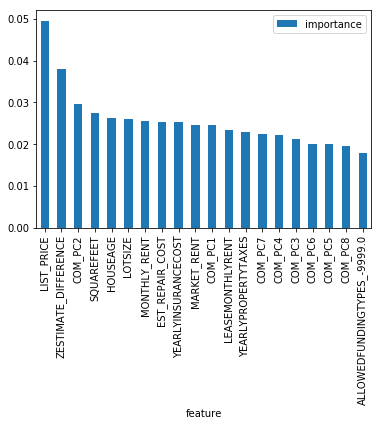 importance
0.05
0.04
0.03
0.02
0.01
0.00
LIST_PRICE
ZESTIMATE_DIFFERENCE
COM_PC2
SQUAREFEET
HOUSEAGE
LOTSIZE
MONTHLY_RENT
EST_REPAIR_COST
YEARLYINSURANCECOST
MARKET_RENT
COM_PC1
LEASEMONTHLYRENT
YEARLYPROPERTYTAXES
COM_PC7
COM_PC4
COM_PC3
COM_PC6
COM_PC5
COM_PC8
ALLOWEDFUNDINGTYPES_-9999.0
feature